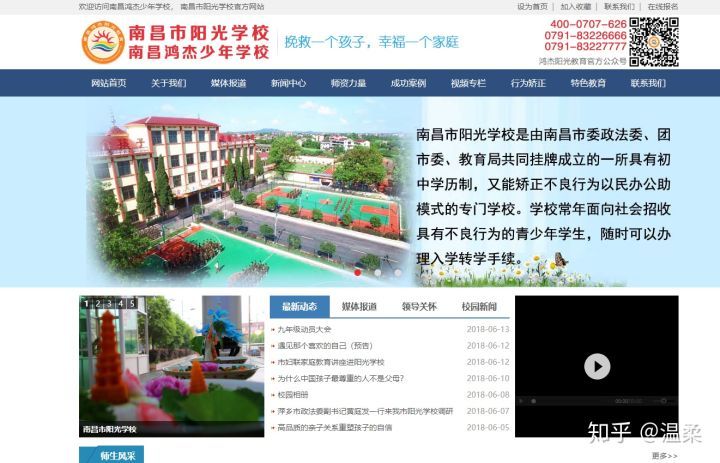 欢迎访问南昌鸿杰少年学校， 南昌阳光学校官方网站
设为首页 | 加入收藏 | 联系我们 | 在线报名
南昌市阳光学校
南昌鸿杰少年学校
挽救一个孩子，幸福一个家庭
400-0707-626
0791-83226666
0791-83227777
鸿杰阳光教育官方公众号
网站首页 关于我们 媒体报道 新闻中心 师资力量 成功案例 视频专栏 行为矫正 特色教育 联系我们
南昌市阳光学校是由南昌市委政法委、团
市委、教育局共同挂牌成立的一所具有初
中学历制，又能矫正不良行为以民办公助
模式的专门学校。学校常年面向社会招收
具有不良行为的青少年学生，随时可以办
理入学转学手续。
1 2 3 4 5
南昌市阳光学校
最新动态 媒体报道 领导关怀 校园新闻
九年级动员大会 2018-06-13
遇见那个喜欢的自己（预告） 2018-06-12
市妇联家庭教育讲座进阳光学校 2018-06-12
为什么中国孩子最尊重的人不是父母？ 2018-06-10
校园相册 2018-06-08
萍乡市政法委副书记黄庭发一行来我市阳光学校调研 2018-06-07
高品质的亲子关系重塑孩子的自信 2018-06-05
师生风采
更多>>
知乎 @温柔